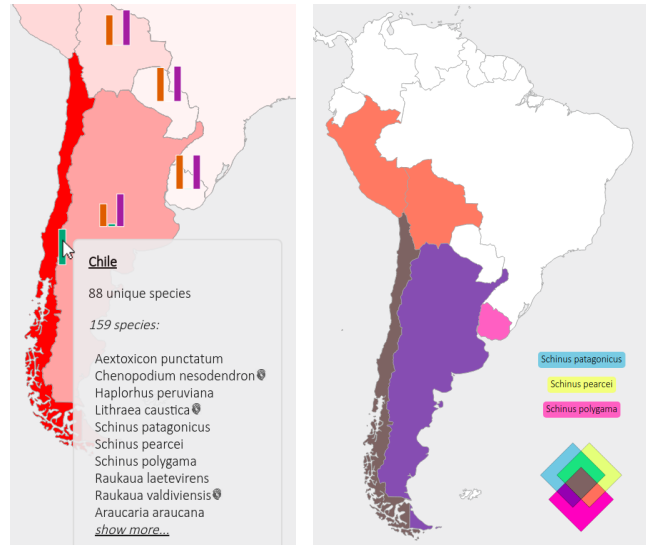 Chile
88 unique species
159 species:
Aextoxicon punctatum
Chenopodium nesodendron
Haplorhus peruviana
Lithraea caustica
Schinus patagonicus
Schinus pearcei
Schinus polygama
Raukaua laetevirens
Raukaua valdiviensis
Araucaria araucana
show more...
Schinus patagonicus
Schinus pearcei
Schinus polygama